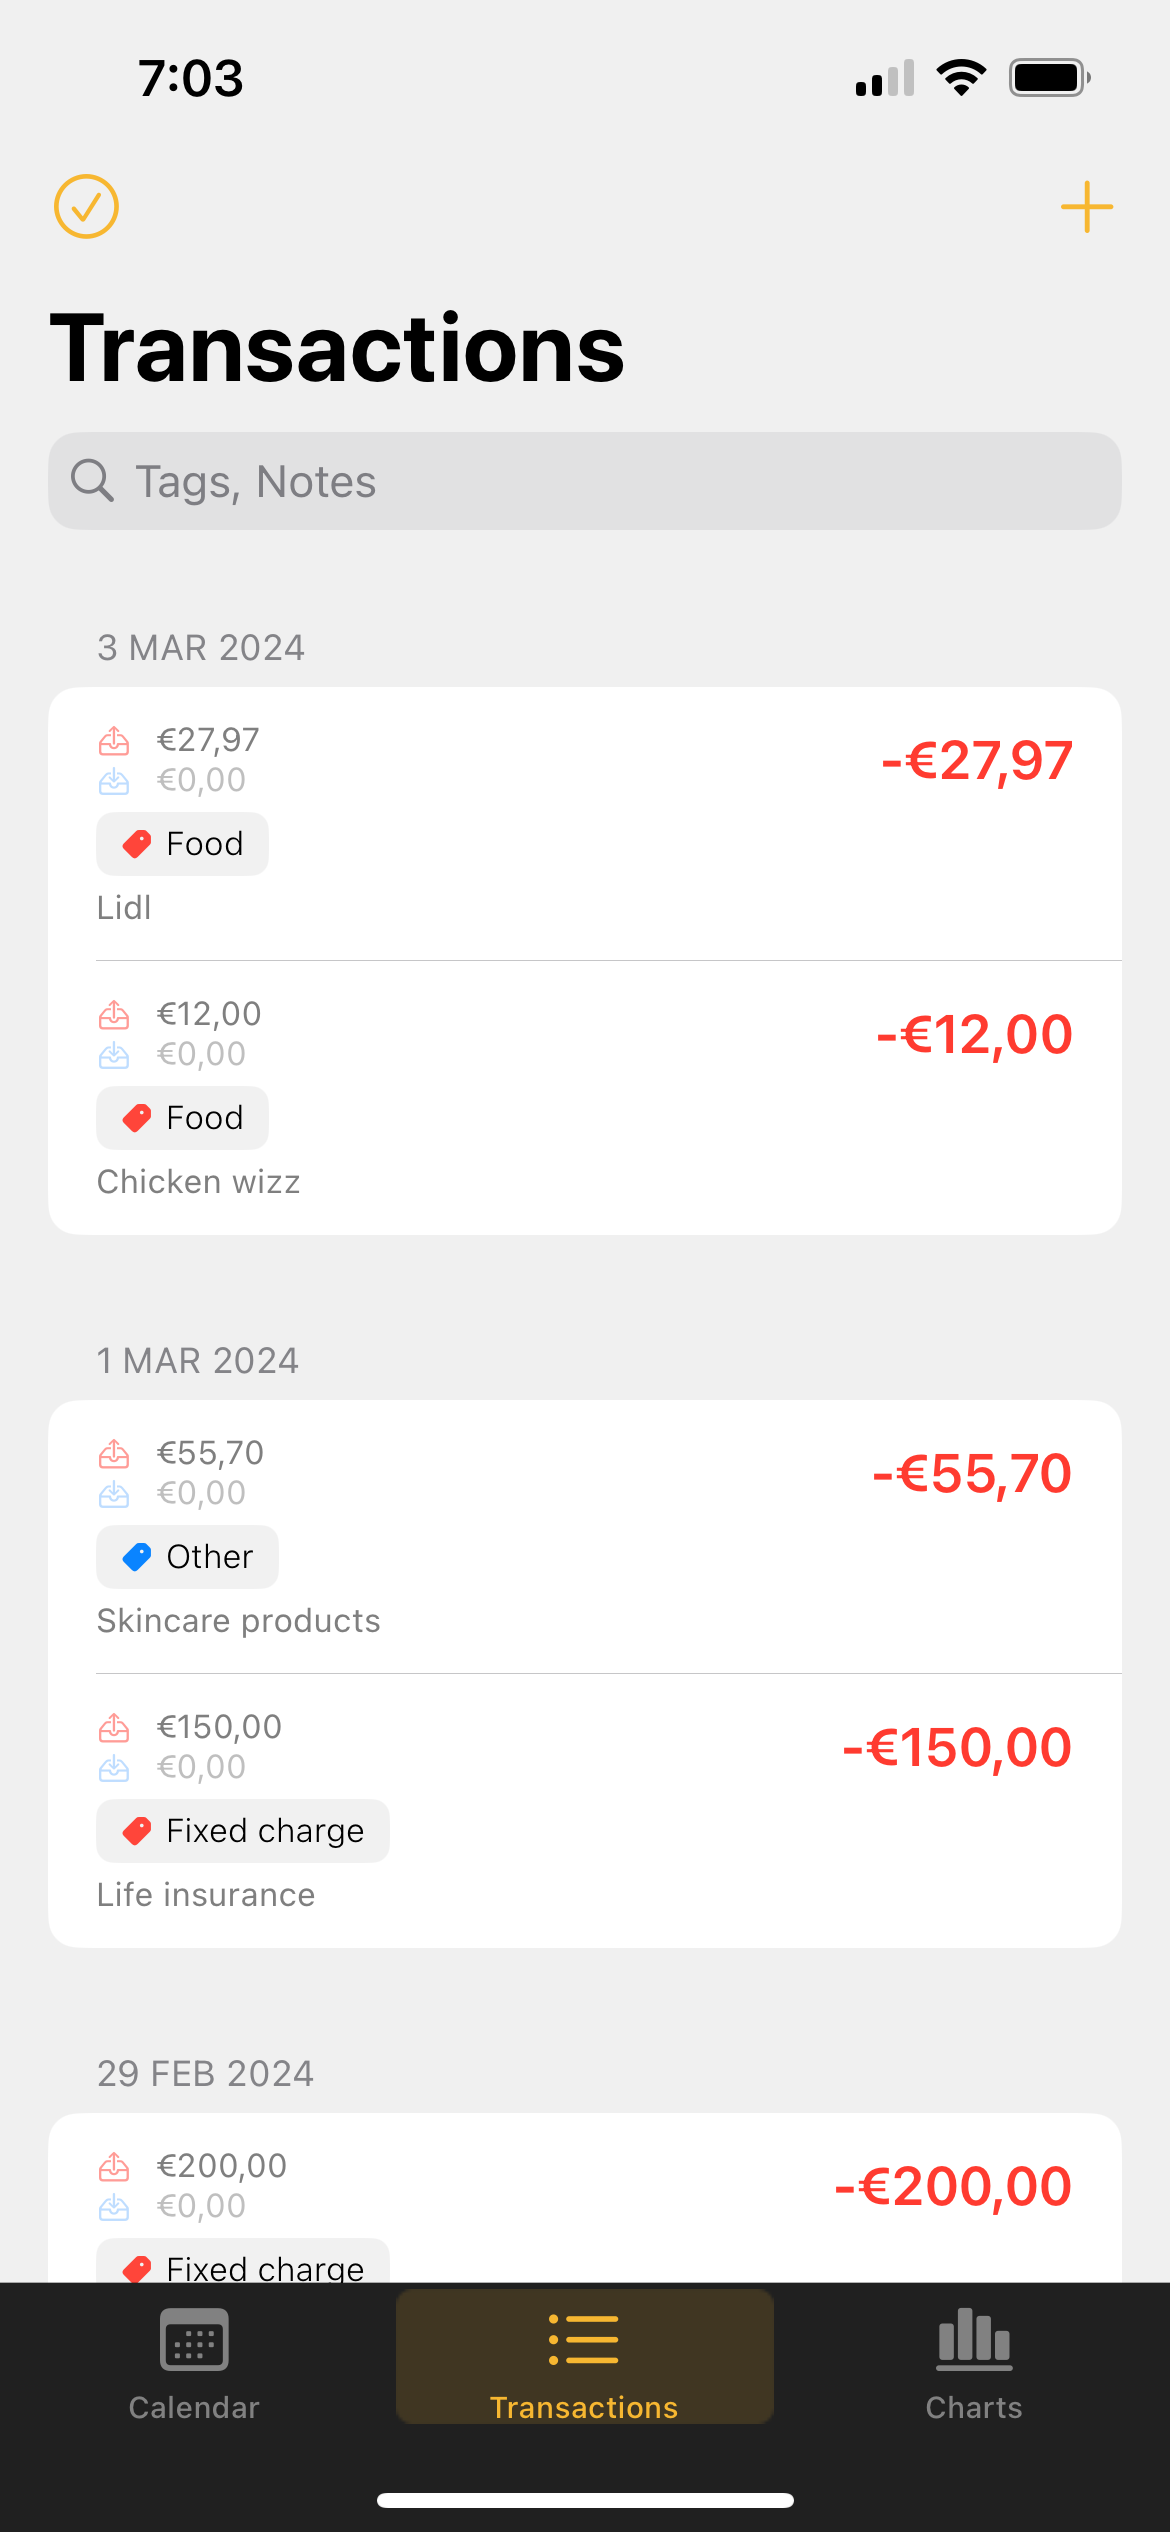 7:03
Transactions
Tags, Notes
3 MAR 2024
€27,97
-€27,97
€0,00
Food
Lidl
€12,00
-€12,00
€0,00
Food
Chicken wizz
1 MAR 2024
€55,70
-€55,70
€0,00
Other
Skincare products
€150,00
-€150,00
€0,00
Fixed charge
Life insurance
29 FEB 2024
€200,00
-€200,00
€0,00
Fixed charge
Calendar
Transactions
Charts